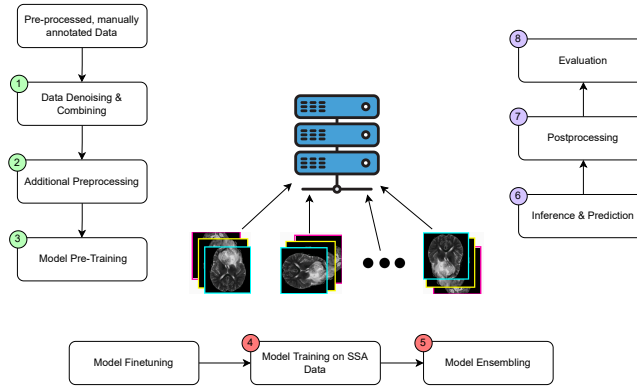 Pre-processed, manually
annotated Data
1
Data Denoising &
Combining
2
Additional Preprocessing
3
Model Pre-Training
Model Finetuning
4
Model Training on SSA
Data
5
Model Ensembling
8
Evaluation
7
Postprocessing
6
Inference & Prediction